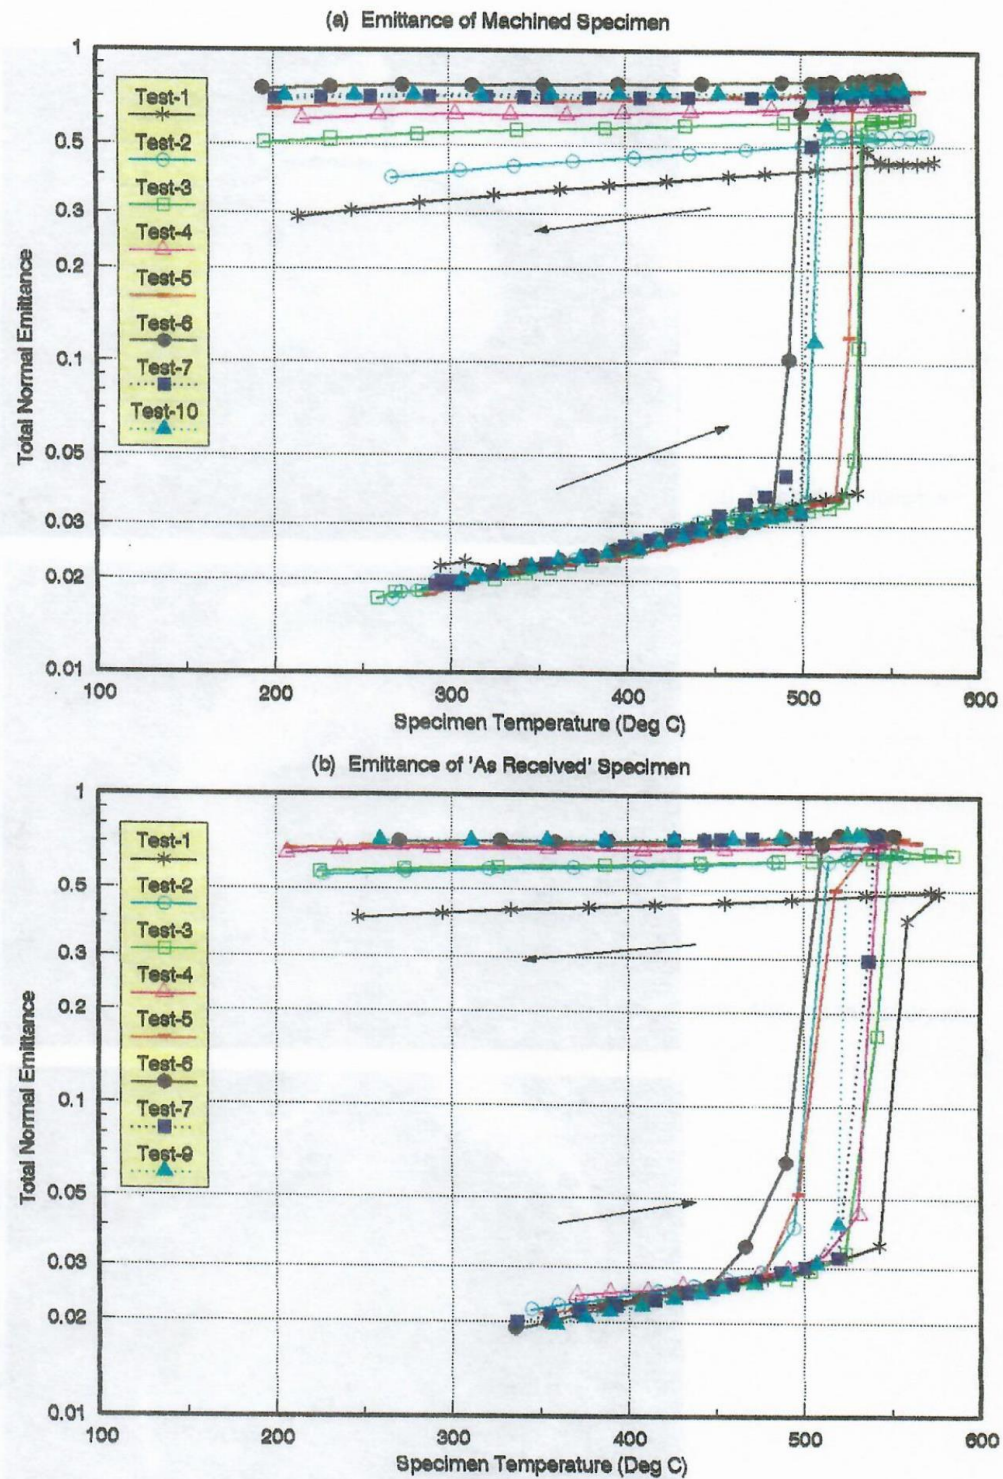 (a) Emittance of Machined Specimen
1
0.5
0.3
0.2
0.1
0.05
0.03
0.02
0.01
Total Normal Emittance
Test-1
Test-2
Test-3
Test-4
Test-5
Test-6
Test-7
Test-10
100 200 300 400 500 600
Specimen Temperature (Deg C)
(b) Emittance of 'As Received' Specimen
1
0.5
0.3
0.2
0.1
0.05
0.03
0.02
0.01
Total Normal Emittance
Test-1
Test-2
Test-3
Test-4
Test-5
Test-6
Test-7
Test-9
100 200 300 400 500 600
Specimen Temperature (Deg C)